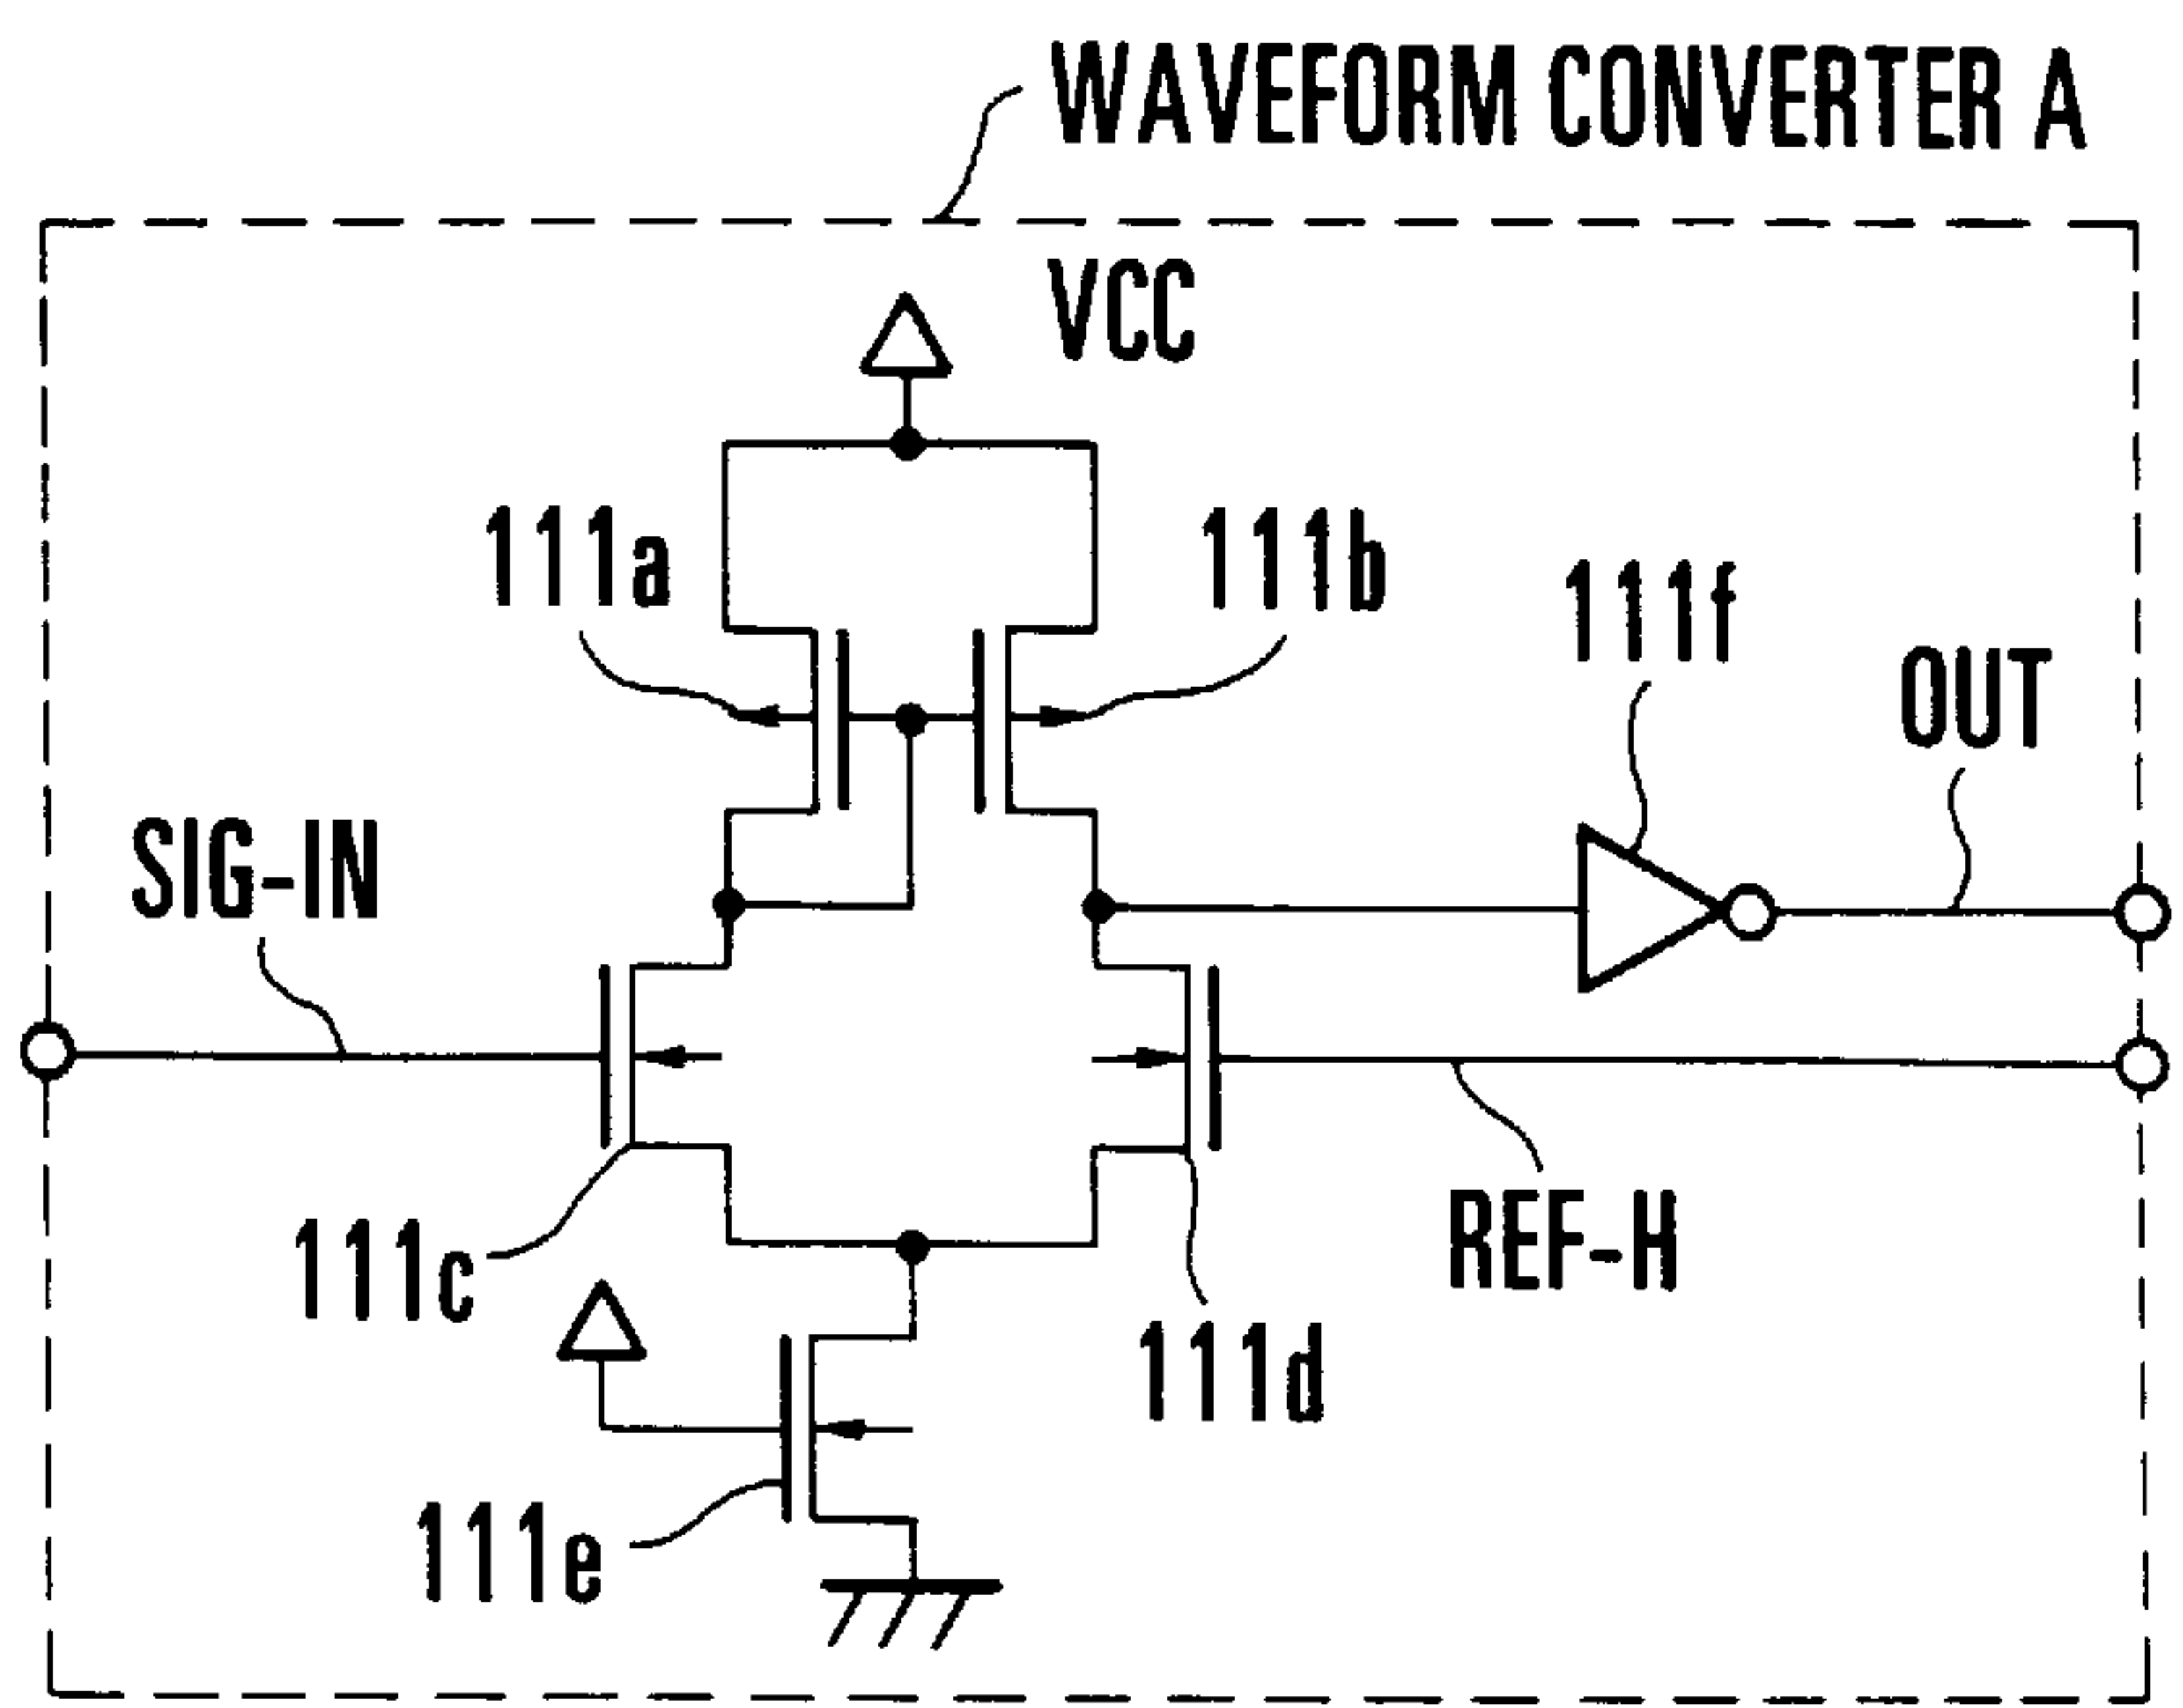 WAVEFORM CONVERTER A
VCC
111a
111b
111f
OUT
SIG-IN
111c
REF-H
111d
111e